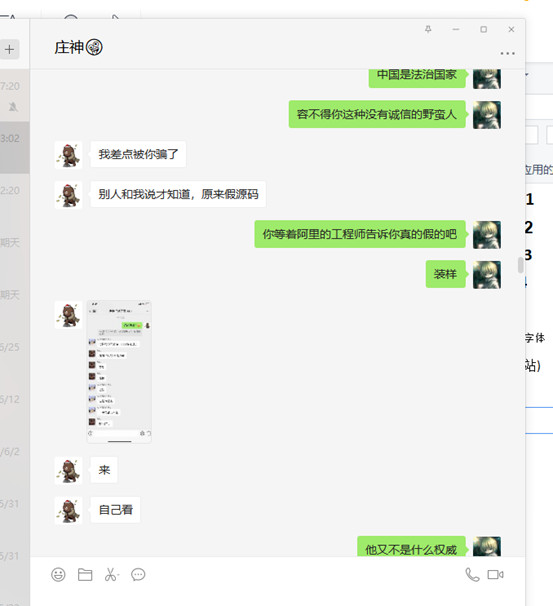 庄神
7:20
中国是法治国家
容不得你这种没有诚信的野蛮人
3:02
我差点被你骗了
应用的
2:20
别人和我说才知道，原来假源码
1
2
期天
你等着阿里的工程师告诉你真的假的吧
3
装样
期天
字体
5/25
站)
6/12
/6/2
来
5/31
自己看
5/31
他又不是什么权威